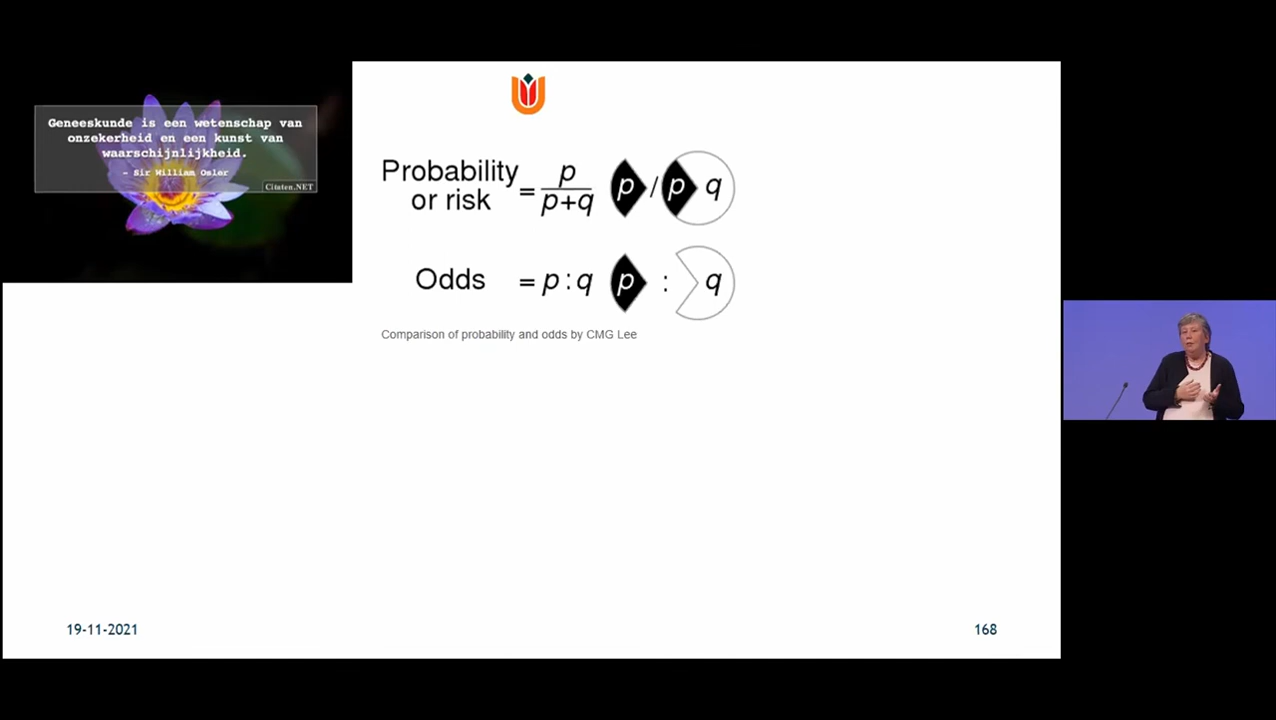 Geneeskunde is een wetenschap van
onzekerheid en een kunst van
waarschijnlijkheid.
- Sir William Osler
Citaten.NET
Probability
or risk
= p/p+q p / p q
Odds = p : q p : q
Comparison of probability and odds by CMG Lee
19-11-2021
168